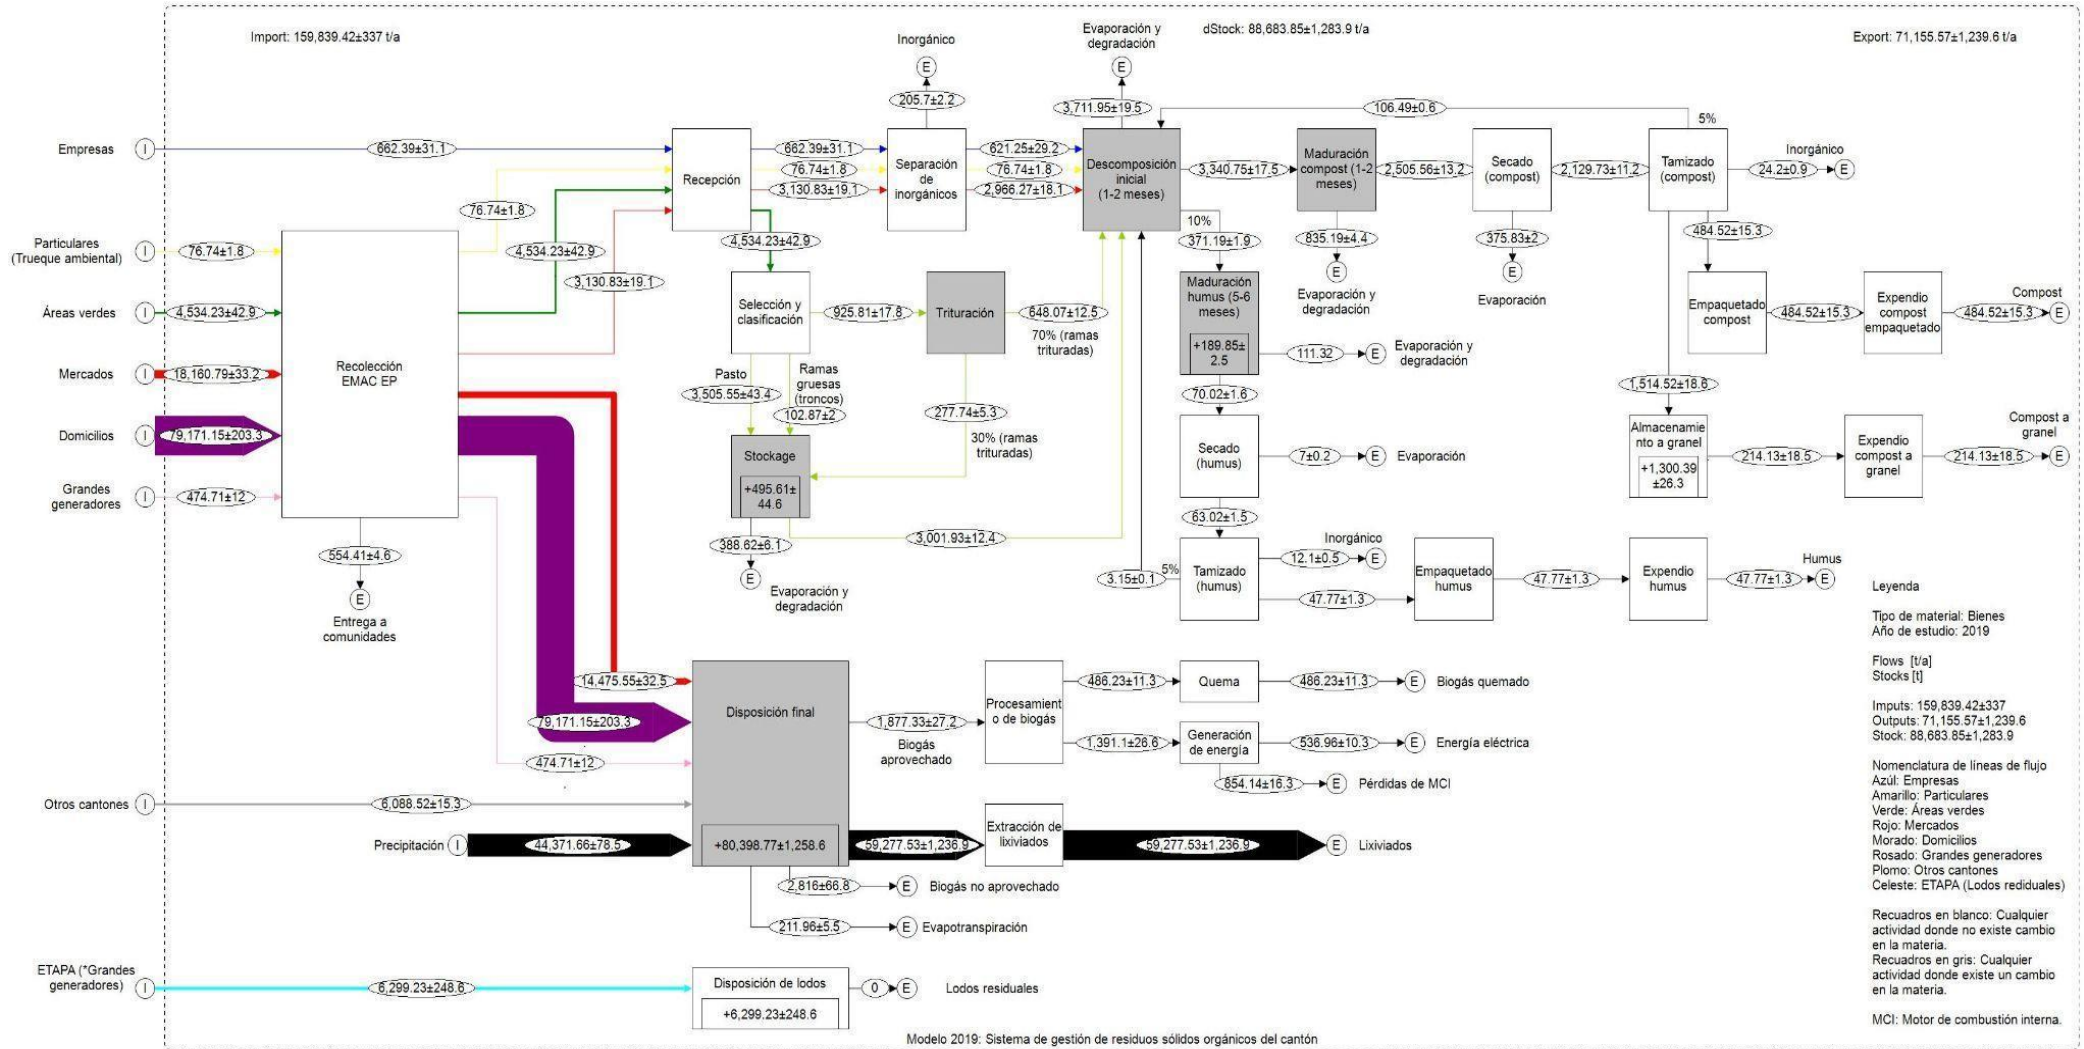 Import: 159,839.42±337 t/a
dStock: 88,683.85±1,283.9 t/a
Export: 71,155.57±1,239.6 t/a
Inorgánico
E
205.7±2.2
Evaporación y
degradación
E
3,711.95±19.5
106.49±0.6
5%
Empresas
I
662.39±31.1
Recepción
662.39±31.1
76.74±1.8
3,130.83±19.1
Separación
de
inorgánicos
621.25±29.2
76.74±1.8
2,966.27±18.1
Descomposición
inicial
(1-2 meses)
3,340.75±17.5
Maduración
compost (1-2
meses)
2,505.56±13.2
Secado
(compost)
2,129.73±11.2
Tamizado
(compost)
24.2±0.9
Inorgánico
E
76.74±1.8
4,534.23±42.9
3,130.83±19.1
4,534.23±42.9
10%
371.19±1.9
835.19±4.4
E
Evaporación y
degradación
375.83±2
E
Evaporación
484.52±15.3
Particulares
(Trueque ambiental)
I
76.74±1.8
Áreas verdes
I
4,534.23±42.9
Mercados
I
18,160.79±33.2
Domicilios
I
79,171.15±203.3
Grandes
generadores
I
474.71±12
Recolección
EMAC EP
554.41±4.6
E
Entrega a
comunidades
Selección y
clasificación
925.81±17.8
Trituración
648.07±12.5
70% (ramas
trituradas)
Pasto
3,505.55±43.4
Ramas
gruesas
(troncos)
102.87±2
277.74±5.3
30% (ramas
trituradas)
Stockage
+495.61±
44.6
388.62±6.1
E
Evaporación y
degradación
3,001.93±12.4
Maduración
humus (5-6
meses)
+189.85±
2.5
111.32
E
Evaporación y
degradación
70.02±1.6
Secado
(humus)
7±0.2
E
Evaporación
63.02±1.5
Tamizado
(humus)
3.15±0.1
5%
12.1±0.5
Inorgánico
E
47.77±1.3
Empaquetado
humus
47.77±1.3
Expendio
humus
47.77±1.3
Humus
E
Empaquetado
compost
484.52±15.3
Expendio
compost
empaquetado
484.52±15.3
Compost
E
1,514.52±18.6
Almacenamie
nto a granel
+1,300.39
±26.3
214.13±18.5
Expendio
compost a
granel
214.13±18.5
Compost a
granel
E
14,475.55±32.5
79,171.15±203.3
474.71±12
Otros cantones
I
6,088.52±15.3
Precipitación
I
44,371.66±78.5
Disposición final
+80,398.77±1,258.6
1,877.33±27.2
Biogás
aprovechado
Procesamient
o de biogás
486.23±11.3
Quema
486.23±11.3
E
Biogás quemado
1,391.1±26.6
Generación
de energía
536.96±10.3
E
Energía eléctrica
854.14±16.3
E
Pérdidas de MCI
59,277.53±1,236.9
Extracción de
lixiviados
59,277.53±1,236.9
E
Lixiviados
2,816±66.8
E
Biogás no aprovechado
211.96±5.5
E
Evapotranspiración
ETAPA (*Grandes
generadores)
I
6,299.23±248.6
Disposición de lodos
+6,299.23±248.6
0
E
Lodos residuales
Leyenda
Tipo de material: Bienes
Año de estudio: 2019
Flows [t/a]
Stocks [t]
Imputs: 159,839.42±337
Outputs: 71,155.57±1,239.6
Stock: 88,683.85±1,283.9
Nomenclatura de líneas de flujo
Azúl: Empresas
Amarillo: Particulares
Verde: Áreas verdes
Rojo: Mercados
Morado: Domicilios
Rosado: Grandes generadores
Plomo: Otros cantones
Celeste: ETAPA (Lodos rediduales)
Recuadros en blanco: Cualquier
actividad donde no existe cambio
en la materia.
Recuadros en gris: Cualquier
actividad donde existe un cambio
en la materia.
MCI: Motor de combustión interna.
Modelo 2019: Sistema de gestión de residuos sólidos orgánicos del cantón